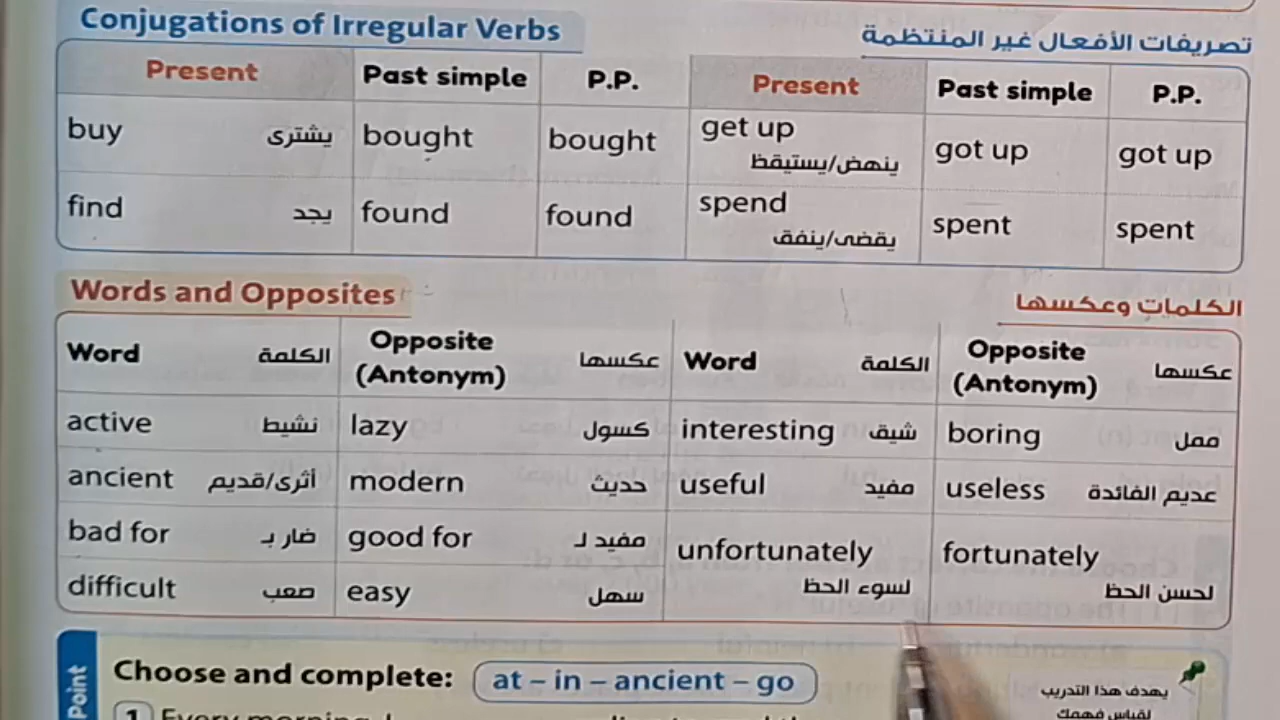 Conjugations of Irregular Verbs تصريفات الأفعال غير المنتظمة
Present Past simple P.P. Present Past simple P.P.
buy يشترى bought bought get up ينهض/يستيقظ got up got up
find يجد found found spend يقضى/ينفق spent spent
Words and Opposites الكلمات وعكسها
Word الكلمة Opposite (Antonym) عكسها Word الكلمة Opposite (Antonym) عكسها
active نشيط lazy كسول interesting شيق boring ممل
ancient أثرى/قديم modern حديث useful مفيد useless عديم الفائدة
bad for ضار بـ good for مفيد لـ unfortunately لسوء الحظ fortunately لحسن الحظ
difficult صعب easy سهل
Point
Choose and complete: at – in – ancient – go
يهدف هذا التدريب
لقياس فهمك
1 Every morning, I